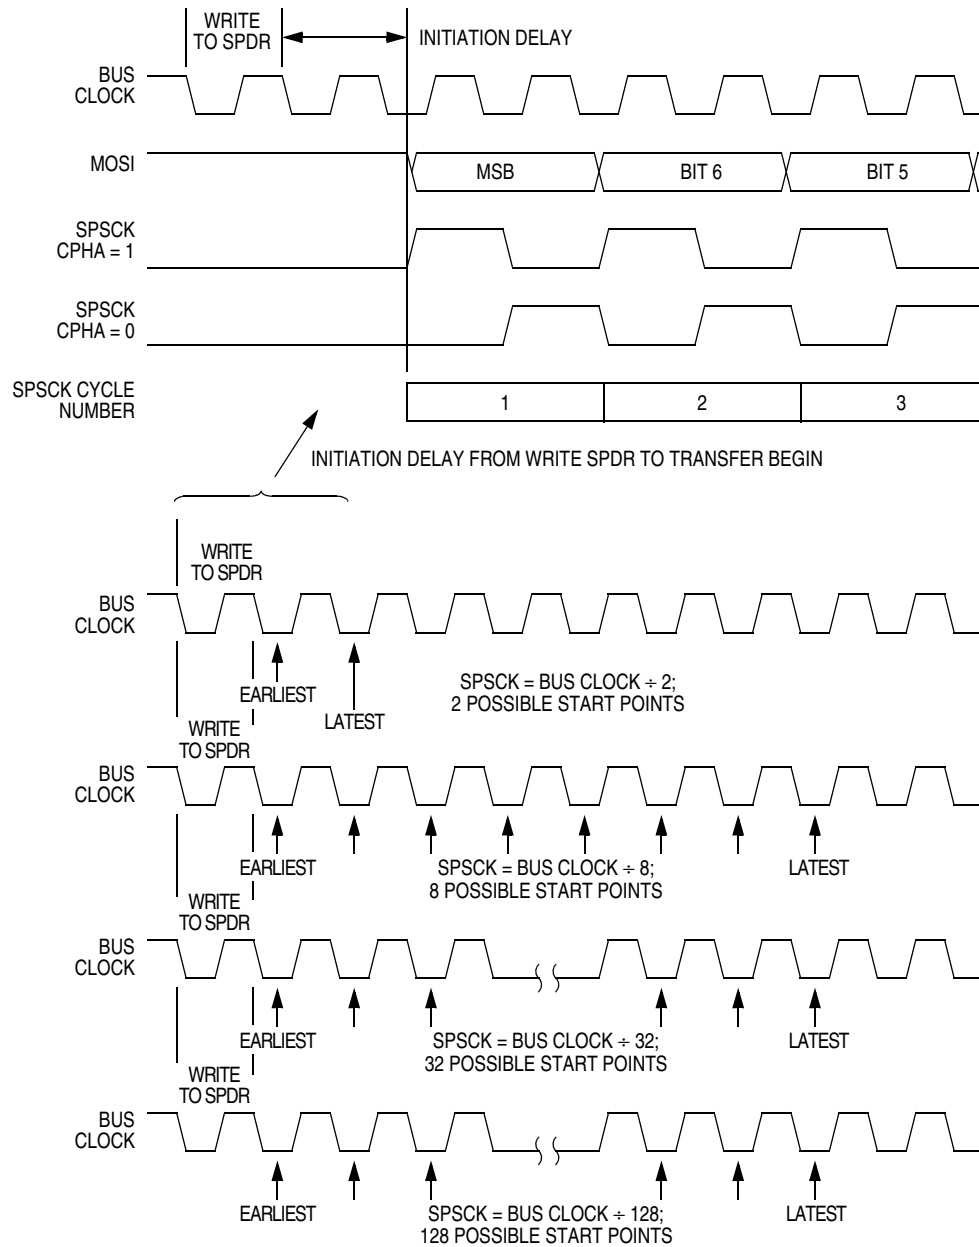 WRITE
TO SPDR
INITIATION DELAY
BUS
CLOCK
MOSI
MSB
BIT 6
BIT 5
SPSCK
CPHA = 1
SPSCK
CPHA = 0
SPSCK CYCLE
NUMBER
1
2
3
INITIATION DELAY FROM WRITE SPDR TO TRANSFER BEGIN
WRITE
TO SPDR
BUS
CLOCK
EARLIEST
LATEST
SPSCK = BUS CLOCK ÷ 2;
2 POSSIBLE START POINTS
WRITE
TO SPDR
BUS
CLOCK
EARLIEST
SPSCK = BUS CLOCK ÷ 8;
8 POSSIBLE START POINTS
LATEST
WRITE
TO SPDR
BUS
CLOCK
EARLIEST
SPSCK = BUS CLOCK ÷ 32;
32 POSSIBLE START POINTS
LATEST
WRITE
TO SPDR
BUS
CLOCK
EARLIEST
SPSCK = BUS CLOCK ÷ 128;
128 POSSIBLE START POINTS
LATEST